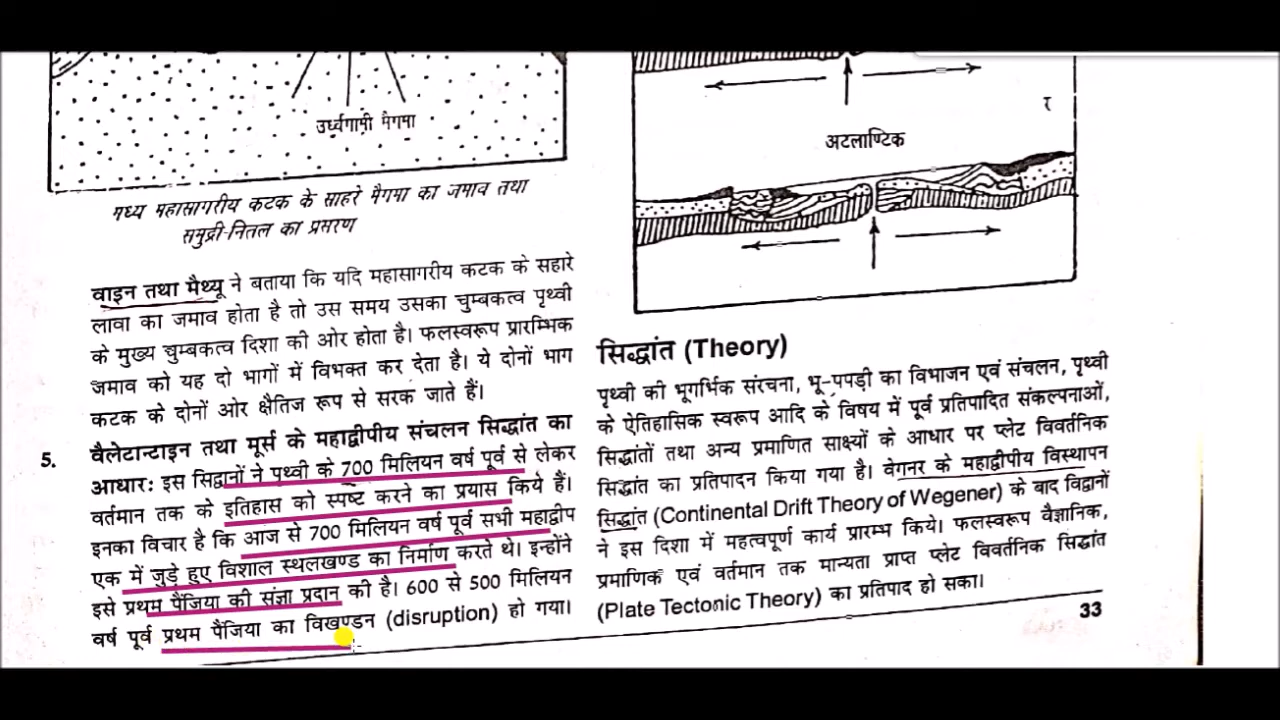 उर्ध्वगामी मैगमा
मध्य महासागरीय कटक के साहरे मैगमा का जमाव तथा
समुद्री-नितल का प्रमरण
वाइन तथा मैथ्यू ने बताया कि यदि महासागरीय कटक के सहारे
लावा का जमाव होता है तो उस समय उसका चुम्बकत्व पृथ्वी
के मुख्य चुम्बकत्व दिशा की ओर होता है। फलस्वरूप प्रारम्भिक
जमाव को यह दो भागों में विभक्त कर देता है। ये दोनों भाग
कटक के दोनों ओर क्षैतिज रूप से सरक जाते हैं।
5. वैलेटान्टाइन तथा मूर्स के महाद्वीपीय संचलन सिद्धांत का
आधार: इस सिद्वानों ने पृथ्वी के 700 मिलियन वर्ष पूर्व से लेकर
वर्तमान तक के इतिहास को स्पष्ट करने का प्रयास किये हैं।
इनका विचार है कि आज से 700 मिलियन वर्ष पूर्व सभी महाद्वीप
एक में जुड़े हुए विशाल स्थलखण्ड का निर्माण करते थे। इन्होंने
इसे प्रथम पैंजिया की संज्ञा प्रदान की है। 600 से 500 मिलियन
वर्ष पूर्व प्रथम पैंजिया का विखण्डन (disruption) हो गया।
र
अटलाण्टिक
सिद्धांत (Theory)
पृथ्वी की भूगर्भिक संरचना, भू-पपड़ी का विभाजन एवं संचलन, पृथ्वी
के ऐतिहासिक स्वरूप आदि के विषय में पूर्व प्रतिपादित संकल्पनाओं,
सिद्धांतों तथा अन्य प्रमाणित साक्ष्यों के आधार पर प्लेट विवर्तनिक
सिद्धांत का प्रतिपादन किया गया है। वेगनर के महाद्वीपीय विस्थापन
सिद्धांत (Continental Drift Theory of Wegener) के बाद विद्वानों
ने इस दिशा में महत्वपूर्ण कार्य प्रारम्भ किये। फलस्वरूप वैज्ञानिक,
प्रमाणिक एवं वर्तमान तक मान्यता प्राप्त प्लेट विवर्तनिक सिद्धांत
(Plate Tectonic Theory) का प्रतिपाद हो सका।
33